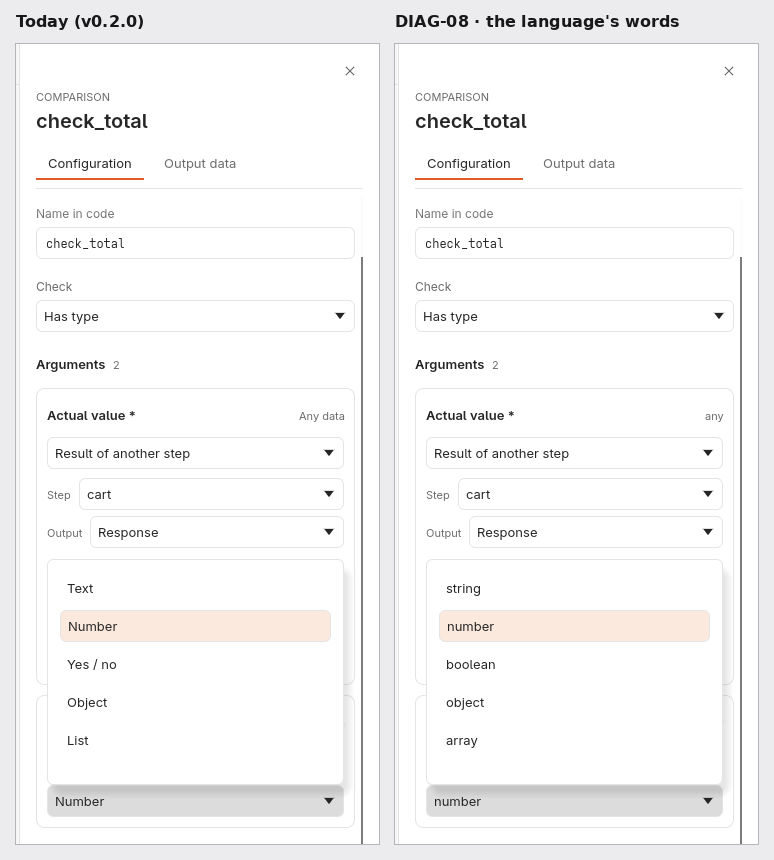 Today (v0.2.0)
COMPARISON
check_total
Configuration Output data
Name in code
check_total
Check
Has type
Arguments 2
Actual value * Any data
Result of another step
Step cart
Output Response
Text
Number
Yes / no
Object
List
Number
DIAG-08 · the language's words
COMPARISON
check_total
Configuration Output data
Name in code
check_total
Check
Has type
Arguments 2
Actual value * any
Result of another step
Step cart
Output Response
string
number
boolean
object
array
number